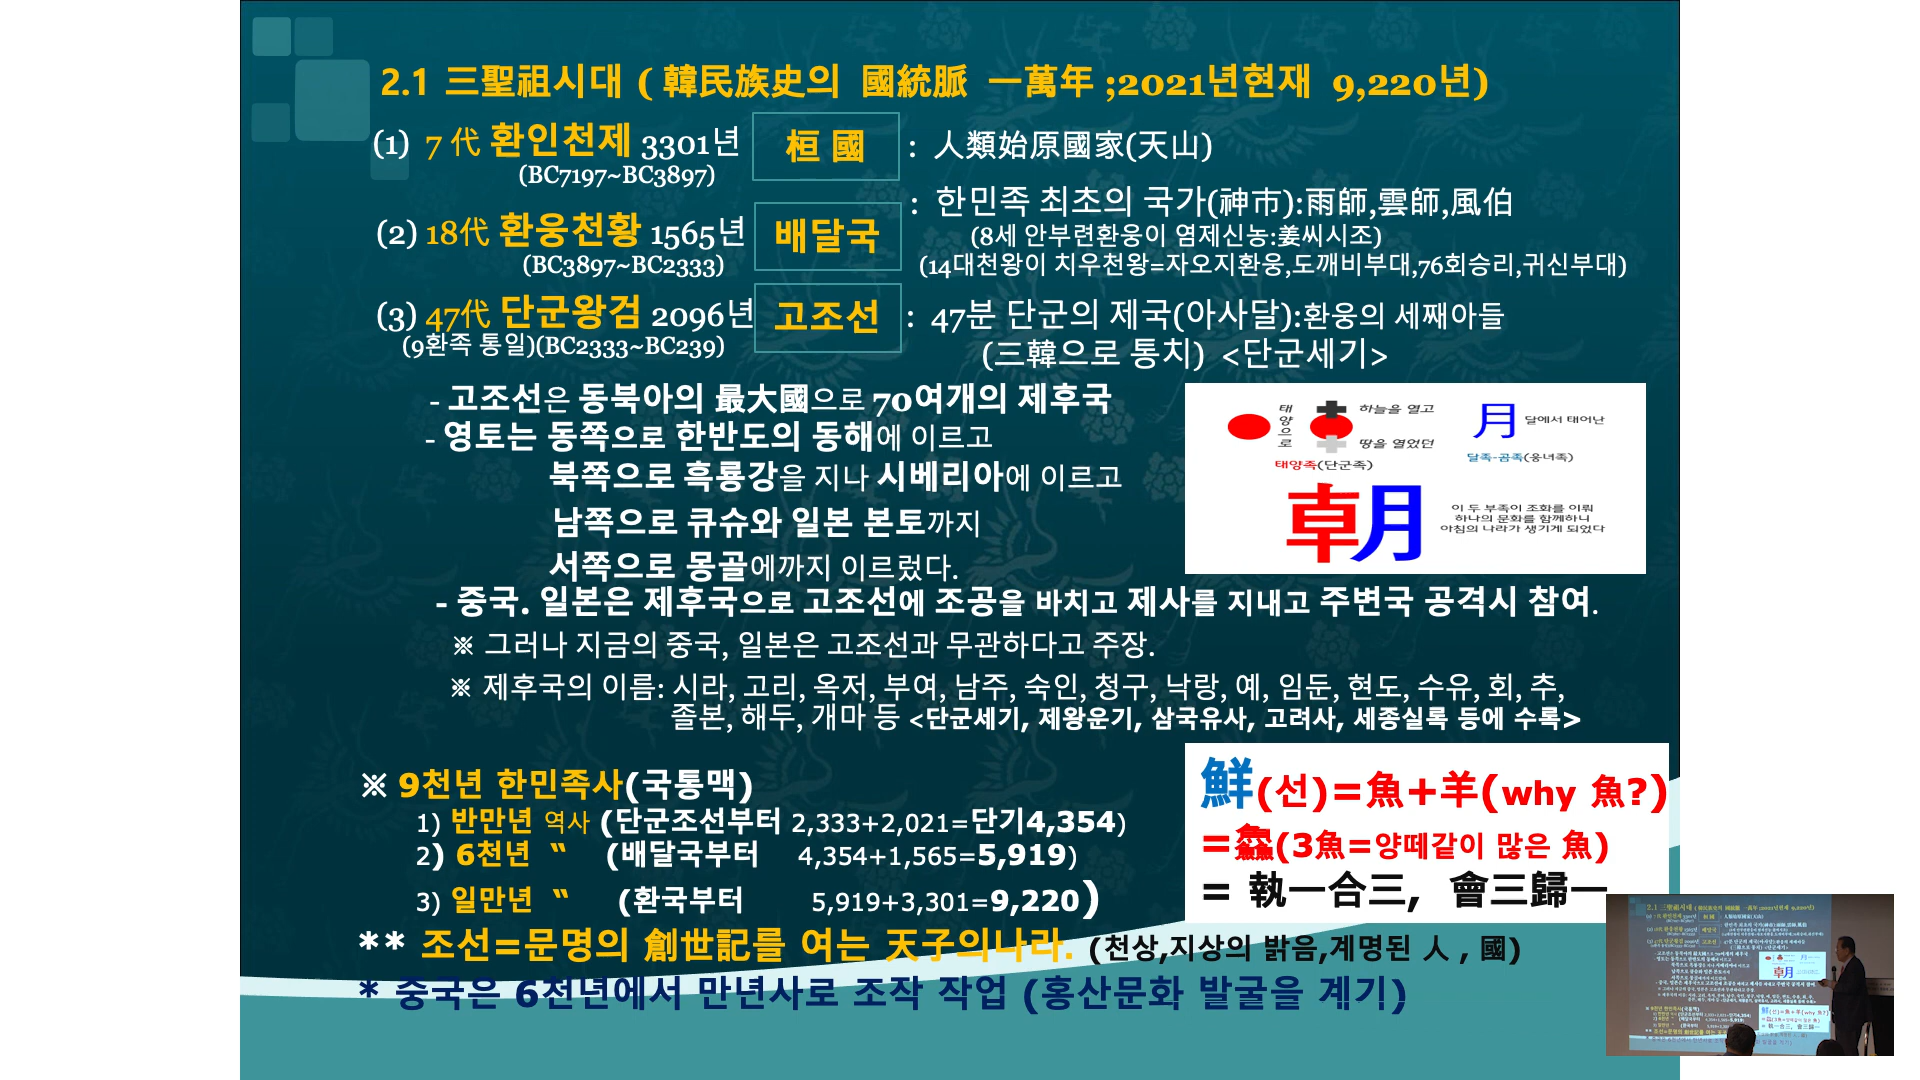 2.1 三聖祖시대 ( 韓民族史의 國統脈 一萬年 ;2021년현재 9,220년)
(1) 7 代 환인천제 3301년 桓 國 : 人類始原國家(天山)
(BC7197~BC3897)
: 한민족 최초의 국가(神市):雨師,雲師,風伯
(2) 18代 환웅천황 1565년 배달국
(8세 안부련환웅이 염제신농:姜씨시조)
(BC3897~BC2333)
(14대천왕이 치우천왕=자오지환웅,도깨비부대,76회승리,귀신부대)
(3) 47代 단군왕검 2096년 고조선 : 47분 단군의 제국(아사달):환웅의 세째아들
(9환족 통일)(BC2333~BC239)
(三韓으로 통치) <단군세기>
- 고조선은 동북아의 最大國으로 70여개의 제후국
- 영토는 동쪽으로 한반도의 동해에 이르고
북쪽으로 흑룡강을 지나 시베리아에 이르고
남쪽으로 큐슈와 일본 본토까지
서쪽으로 몽골에까지 이르렀다.
태양으로
하늘을 열고
땅을 열었던
태양족(단군족)
月 달에서 태어난
달족-곰족(웅녀족)
朝
이 두 부족이 조화를 이뤄
하나의 문화를 함께하니
아침의 나라가 생기게 되었다
- 중국. 일본은 제후국으로 고조선에 조공을 바치고 제사를 지내고 주변국 공격시 참여.
※ 그러나 지금의 중국, 일본은 고조선과 무관하다고 주장.
※ 제후국의 이름: 시라, 고리, 옥저, 부여, 남주, 숙인, 청구, 낙랑, 예, 임둔, 현도, 수유, 회, 추,
졸본, 해두, 개마 등 <단군세기, 제왕운기, 삼국유사, 고려사, 세종실록 등에 수록>
※ 9천년 한민족사(국통맥)
1) 반만년 역사 (단군조선부터 2,333+2,021=단기4,354)
2) 6천년 〝 (배달국부터 4,354+1,565=5,919)
3) 일만년 〝 (환국부터 5,919+3,301=9,220)
鮮(선)=魚+羊(why 魚?)
=鱻(3魚=양떼같이 많은 魚)
= 執一合三, 會三歸一
** 조선=문명의 創世記를 여는 天子의나라. (천상,지상의 밝음,계명된 人 , 國)
* 중국은 6천년에서 만년사로 조작 작업 (홍산문화 발굴을 계기)